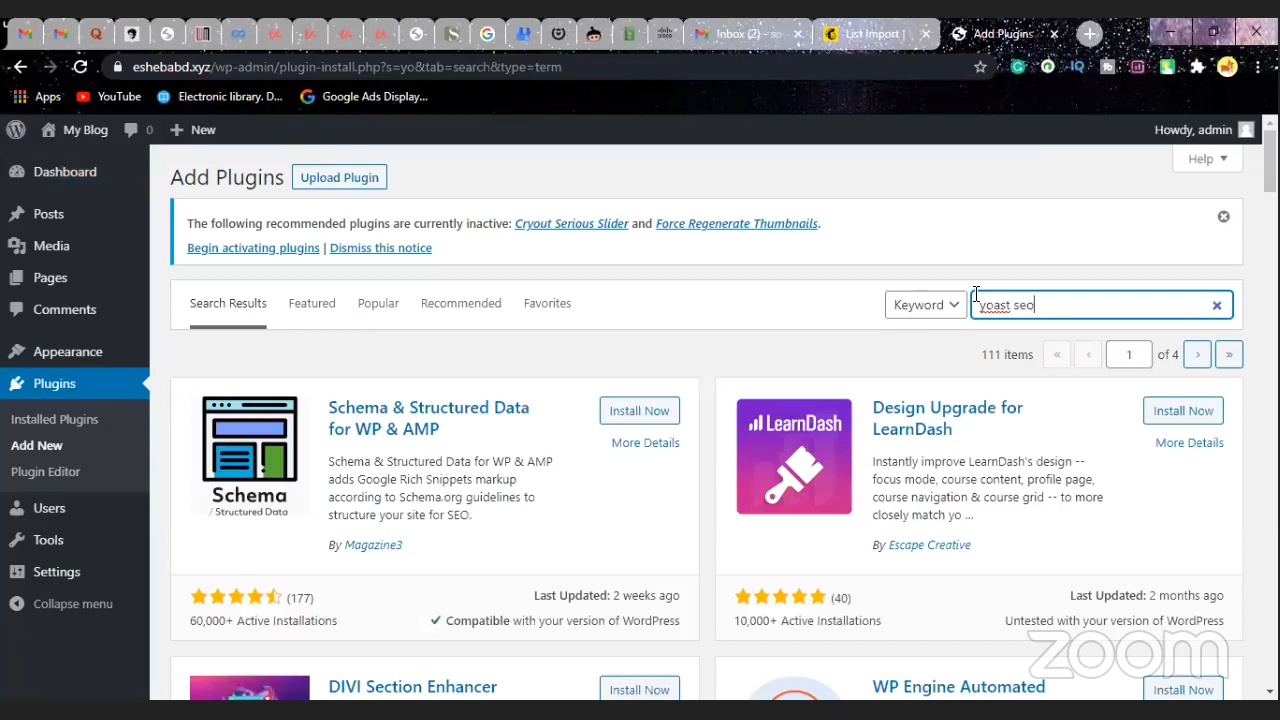 Inbox (2) - so
List Import
Add Plugins
eshebabd.xyz/wp-admin/plugin-install.php?s=yo&tab=search&type=term
Apps
YouTube
Electronic library. D...
Google Ads Display...
My Blog
0
New
Howdy, admin
Dashboard
Posts
Media
Pages
Comments
Appearance
Plugins
Installed Plugins
Add New
Plugin Editor
Users
Tools
Settings
Collapse menu
Help
Add Plugins
Upload Plugin
The following recommended plugins are currently inactive: Cryout Serious Slider and Force Regenerate Thumbnails.
Begin activating plugins | Dismiss this notice
Search Results
Featured
Popular
Recommended
Favorites
Keyword
yoast seo
111 items
«
‹
1
of 4
›
»
Schema
/ Structured Data
Schema & Structured Data
for WP & AMP
Install Now
More Details
Schema & Structured Data for WP & AMP
adds Google Rich Snippets markup
according to Schema.org guidelines to
structure your site for SEO.
By Magazine3
(177)
60,000+ Active Installations
Last Updated: 2 weeks ago
Compatible with your version of WordPress
LearnDash
Design Upgrade for
LearnDash
Install Now
More Details
Instantly improve LearnDash's design --
focus mode, course content, profile page,
course navigation & course grid -- to more
closely match yo ...
By Escape Creative
(40)
10,000+ Active Installations
Last Updated: 2 months ago
Untested with your version of WordPress
DIVI Section Enhancer
Install Now
WP Engine Automated
Install Now
zoom